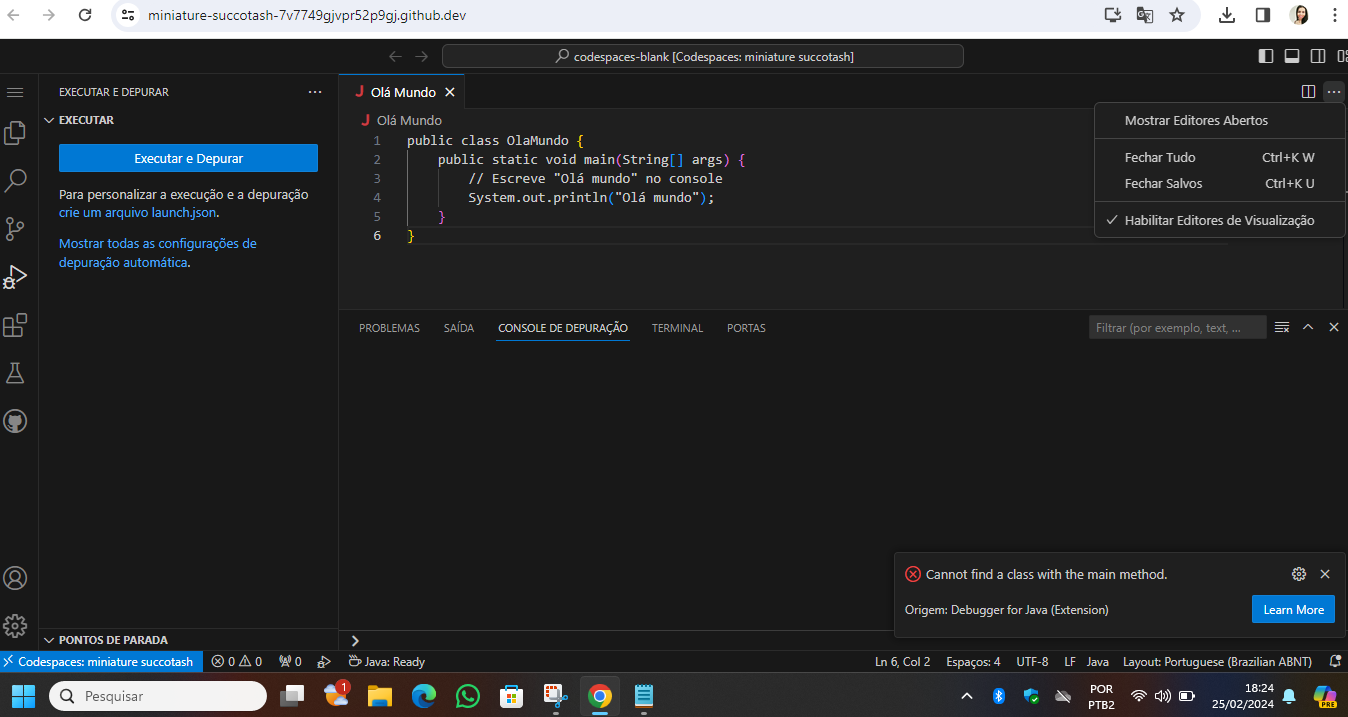 miniature-succotash-7v7749gjvpr52p9gj.github.dev
codespaces-blank [Codespaces: miniature succotash]
EXECUTAR E DEPURAR
EXECUTAR
Executar e Depurar
Para personalizar a execução e a depuração
crie um arquivo launch.json.
Mostrar todas as configurações de
depuração automática.
Olá Mundo
Olá Mundo
1 public class OlaMundo {
2 public static void main(String[] args) {
3 // Escreve "Olá mundo" no console
4 System.out.println("Olá mundo");
5 }
6 }
Mostrar Editores Abertos
Fechar Tudo Ctrl+K W
Fechar Salvos Ctrl+K U
Habilitar Editores de Visualização
PROBLEMAS SAÍDA CONSOLE DE DEPURAÇÃO TERMINAL PORTAS
Filtrar (por exemplo, text, ...
Cannot find a class with the main method.
Origem: Debugger for Java (Extension)
Learn More
PONTOS DE PARADA
Codespaces: miniature succotash 0 0 0 Java: Ready Ln 6, Col 2 Espaços: 4 UTF-8 LF Java Layout: Portuguese (Brazilian ABNT)
Pesquisar
1
PRE
POR
PTB2
18:24
25/02/2024